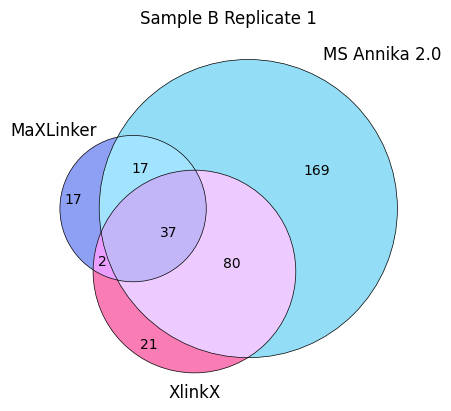 Sample B Replicate 1
MS Annika 2.0
MaXLinker
17
169
17
37
2
80
21
XlinkX